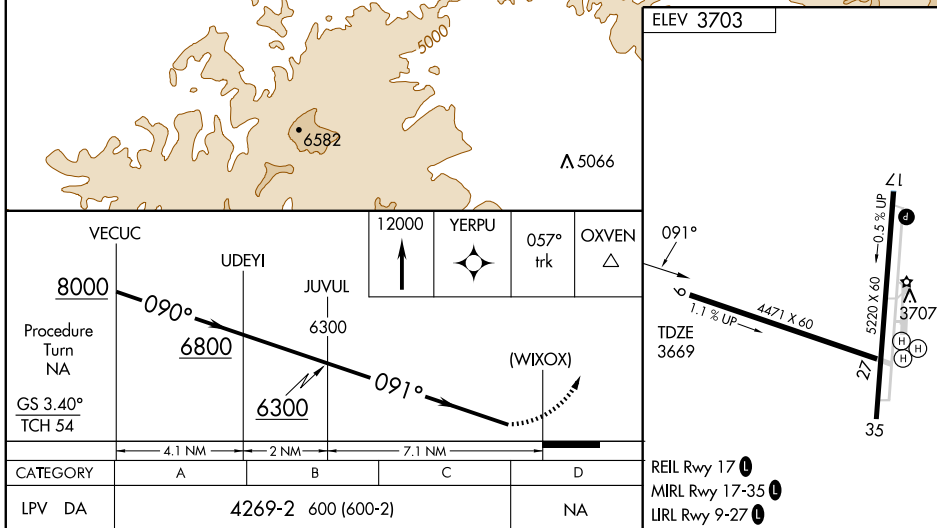 5000
6582
5066
VECUC
UDEYI
JUVUL
8000
090°
6800
6300
6300
091°
(WIXOX)
Procedure
Turn
NA
GS 3.40°
TCH 54
4.1 NM
2 NM
7.1 NM
12000
YERPU
057°
trk
OXVEN
CATEGORY A B C D
LPV DA 4269-2 600 (600-2) NA
ELEV 3703
091°
9
1.1 % UP
4471 X 60
27
TDZE
3669
17
0.5 % UP
5220 X 60
P
3707
H
H
H
35
REIL Rwy 17 L
MIRL Rwy 17-35 L
LIRL Rwy 9-27 L